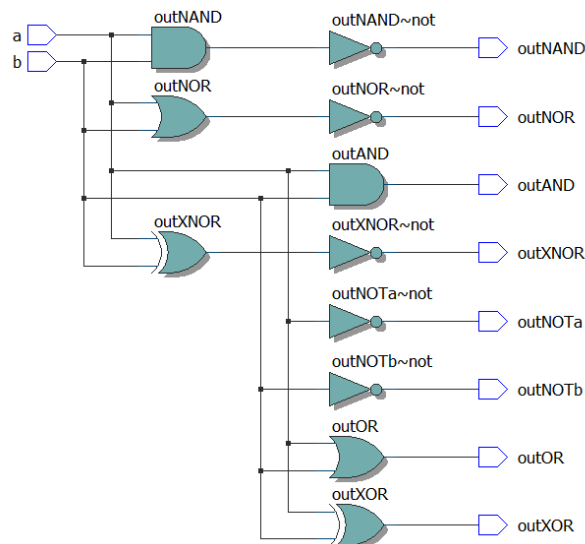 outNAND
outNAND~not
a
outNAND
b
outNOR
outNOR~not
outNOR
outAND
outAND
outXNOR
outXNOR~not
outXNOR
outNOTa~not
outNOTa
outNOTb~not
outNOTb
outOR
outOR
outXOR
outXOR